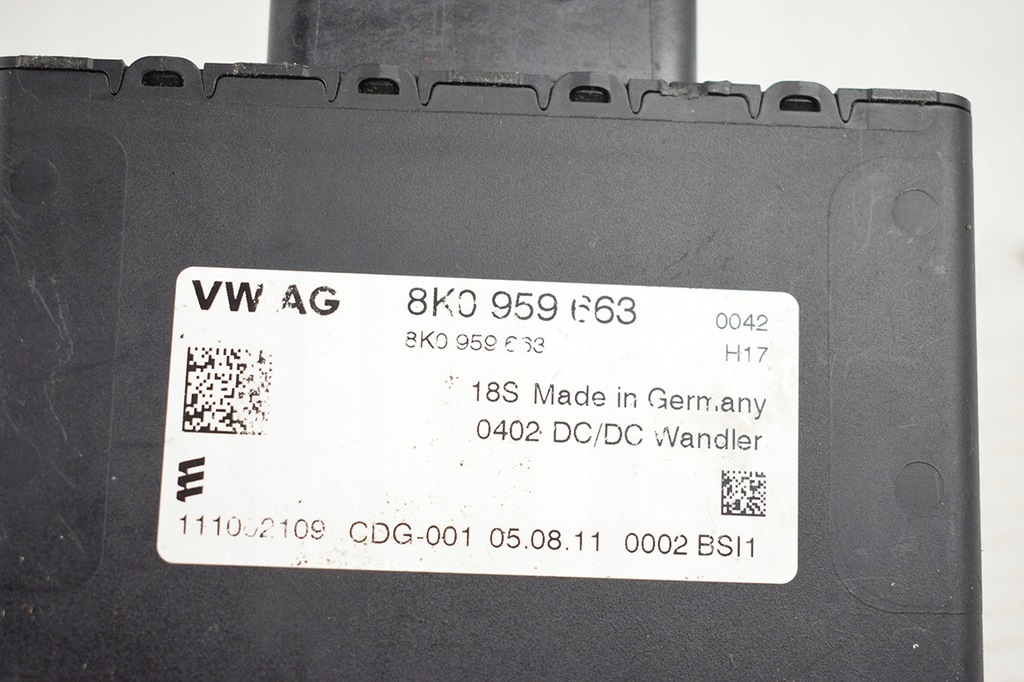 VW AG 8K0 959 663 0042
8K0 959 663 H17
18S Made in Germany
0402 DC/DC Wandler
111002109 CDG-001 05.08.11 0002 BSI1